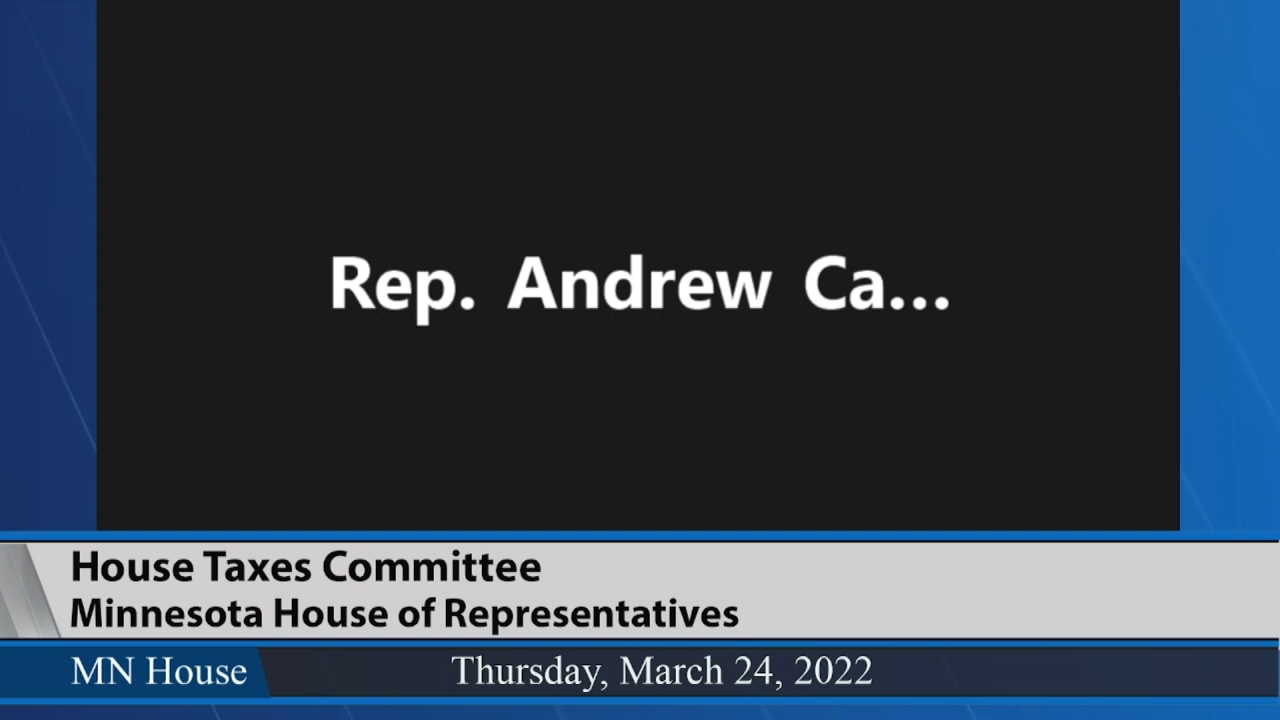 Rep. Andrew Ca...
House Taxes Committee
Minnesota House of Representatives
MN House Thursday, March 24, 2022